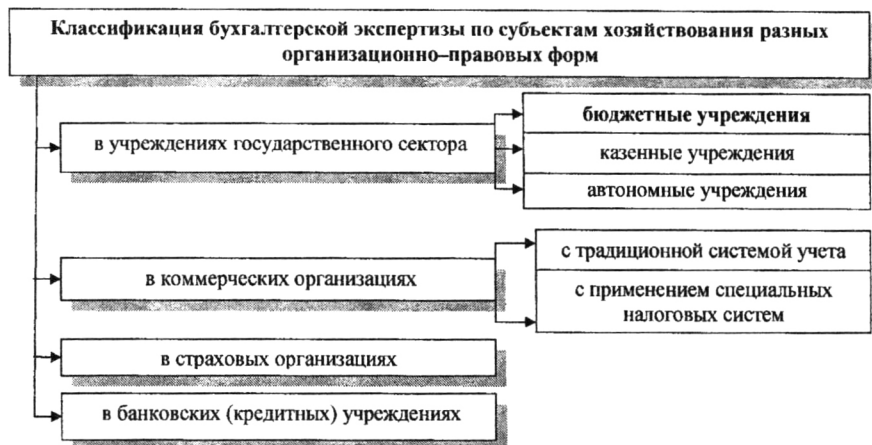 Классификация бухгалтерской экспертизы по субъектам хозяйствования разных
организационно–правовых форм
в учреждениях государственного сектора
бюджетные учреждения
казенные учреждения
автономные учреждения
в коммерческих организациях
с традиционной системой учета
с применением специальных
налоговых систем
в страховых организациях
в банковских (кредитных) учреждениях